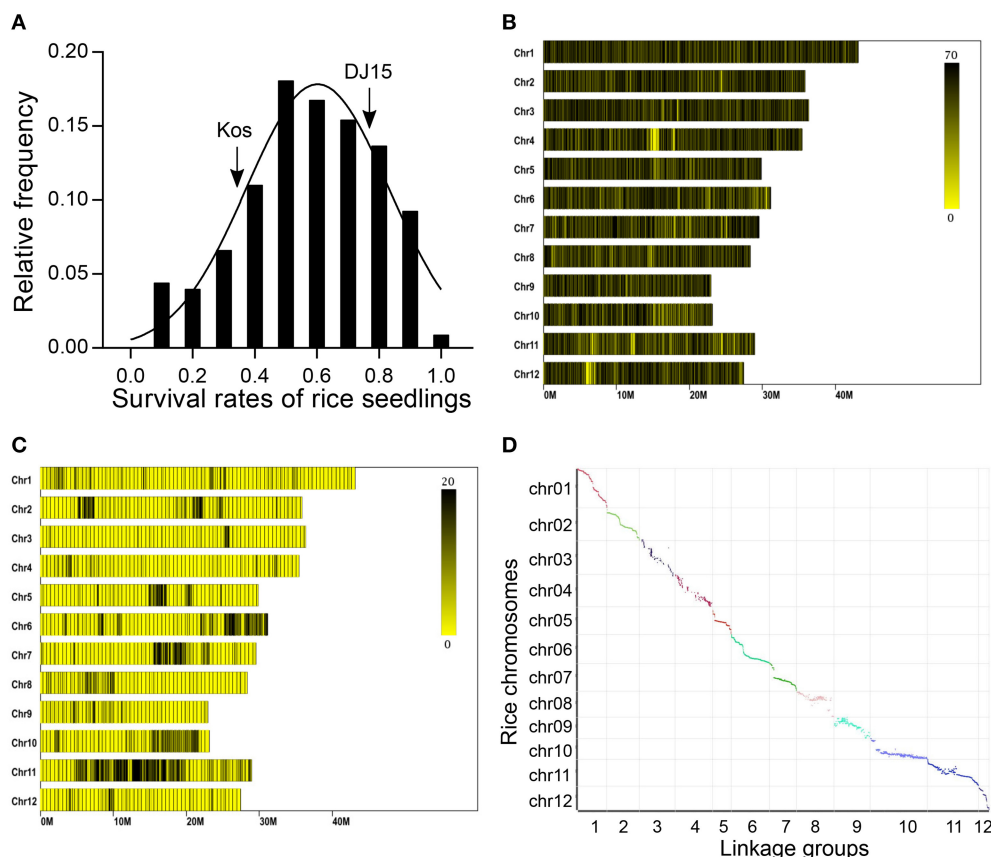 A
0.20
0.15
0.10
0.05
0.00
Relative frequency
Kos
DJ15
0.0 0.2 0.4 0.6 0.8 1.0
Survival rates of rice seedlings
B
Chr1
Chr2
Chr3
Chr4
Chr5
Chr6
Chr7
Chr8
Chr9
Chr10
Chr11
Chr12
0M 10M 20M 30M 40M
70
0
C
Chr1
Chr2
Chr3
Chr4
Chr5
Chr6
Chr7
Chr8
Chr9
Chr10
Chr11
Chr12
0M 10M 20M 30M 40M
20
0
D
Rice chromosomes
chr01
chr02
chr03
chr04
chr05
chr06
chr07
chr08
chr09
chr10
chr11
chr12
1 2 3 4 5 6 7 8 9 10 11 12
Linkage groups